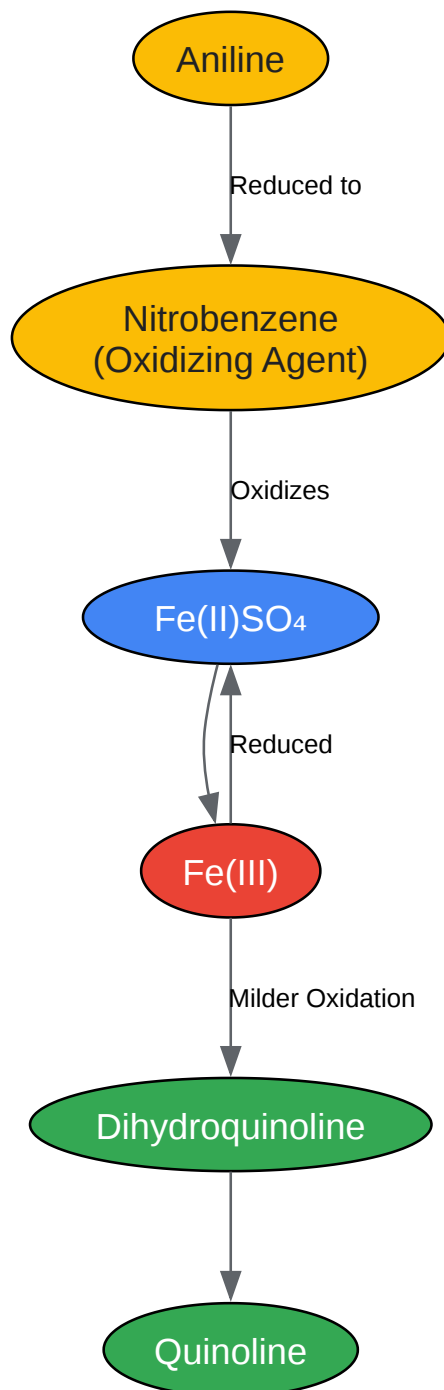 Aniline
Reduced to
Nitrobenzene
(Oxidizing Agent)
Oxidizes
Fe(II)SO₄
Reduced
Fe(III)
Milder Oxidation
Dihydroquinoline
Quinoline